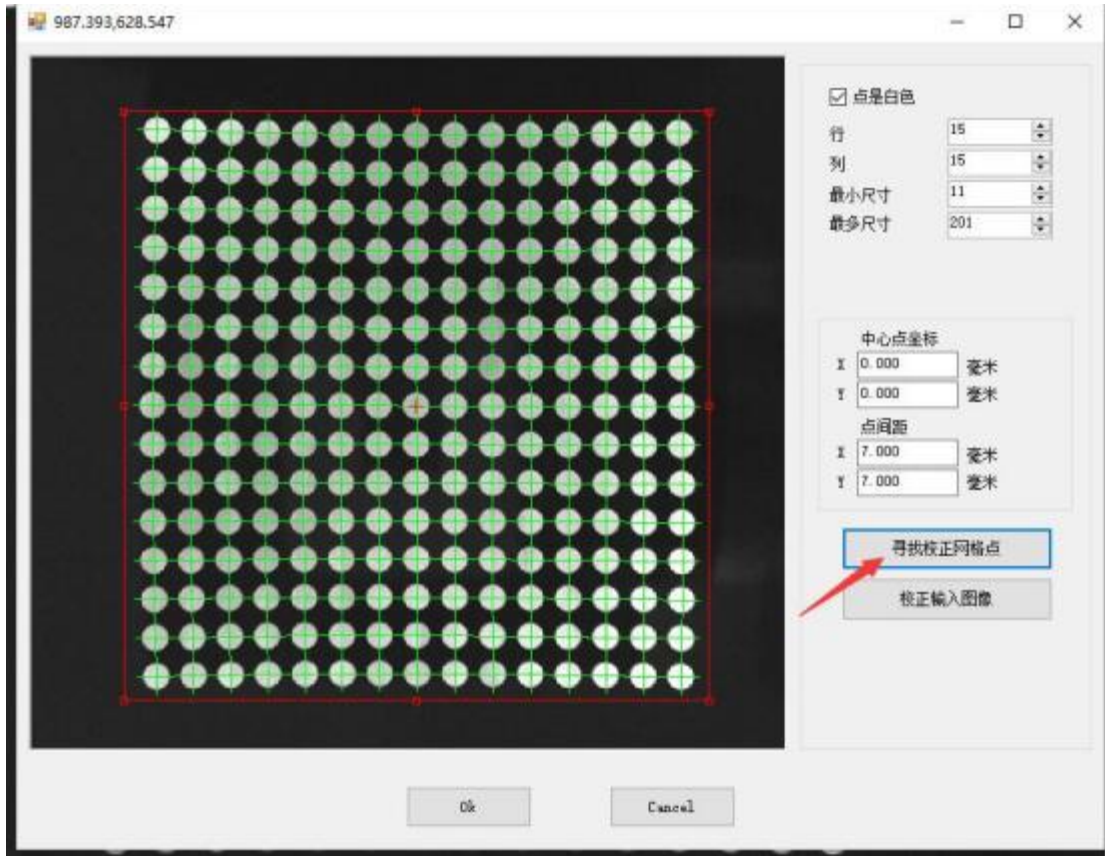 987.393,628.547
点是白色
行 15
列 15
最小尺寸 11
最多尺寸 201
中心点坐标
X 0.000 毫米
Y 0.000 毫米
点间距
X 7.000 毫米
Y 7.000 毫米
寻找校正网格点
校正输入图像
Ok Cancel